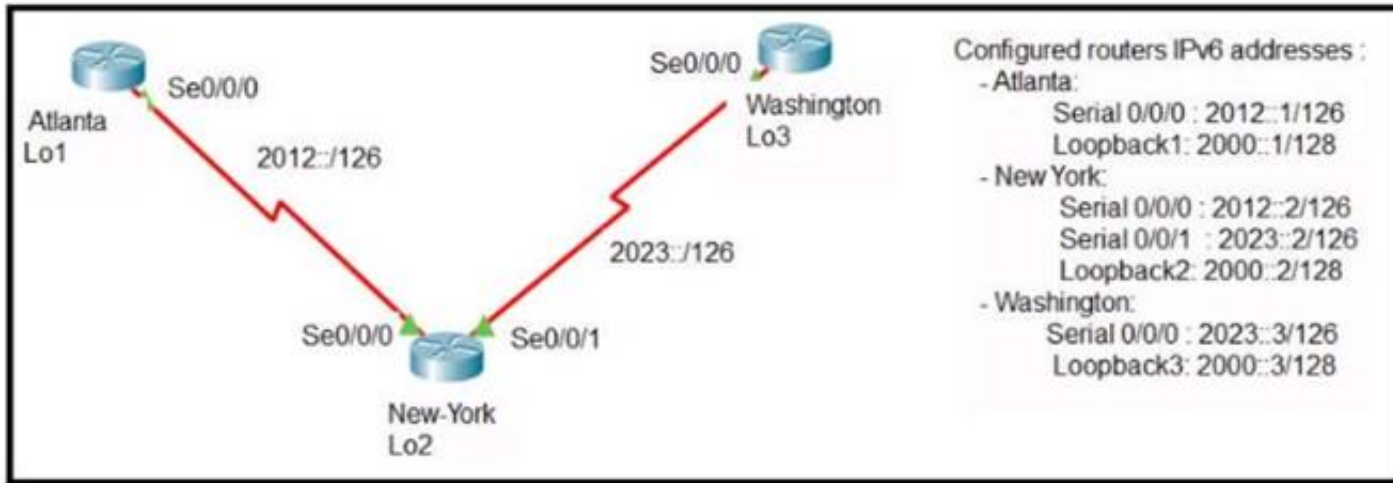 Se0/0/0
Atlanta
Lo1
2012::/126
Se0/0/0
Washington
Lo3
2023::/126
Se0/0/0
Se0/0/1
New-York
Lo2
Configured routers IPv6 addresses :
- Atlanta:
Serial 0/0/0 : 2012::1/126
Loopback1: 2000::1/128
- New York:
Serial 0/0/0 : 2012::2/126
Serial 0/0/1 : 2023::2/126
Loopback2: 2000::2/128
- Washington:
Serial 0/0/0 : 2023::3/126
Loopback3: 2000::3/128